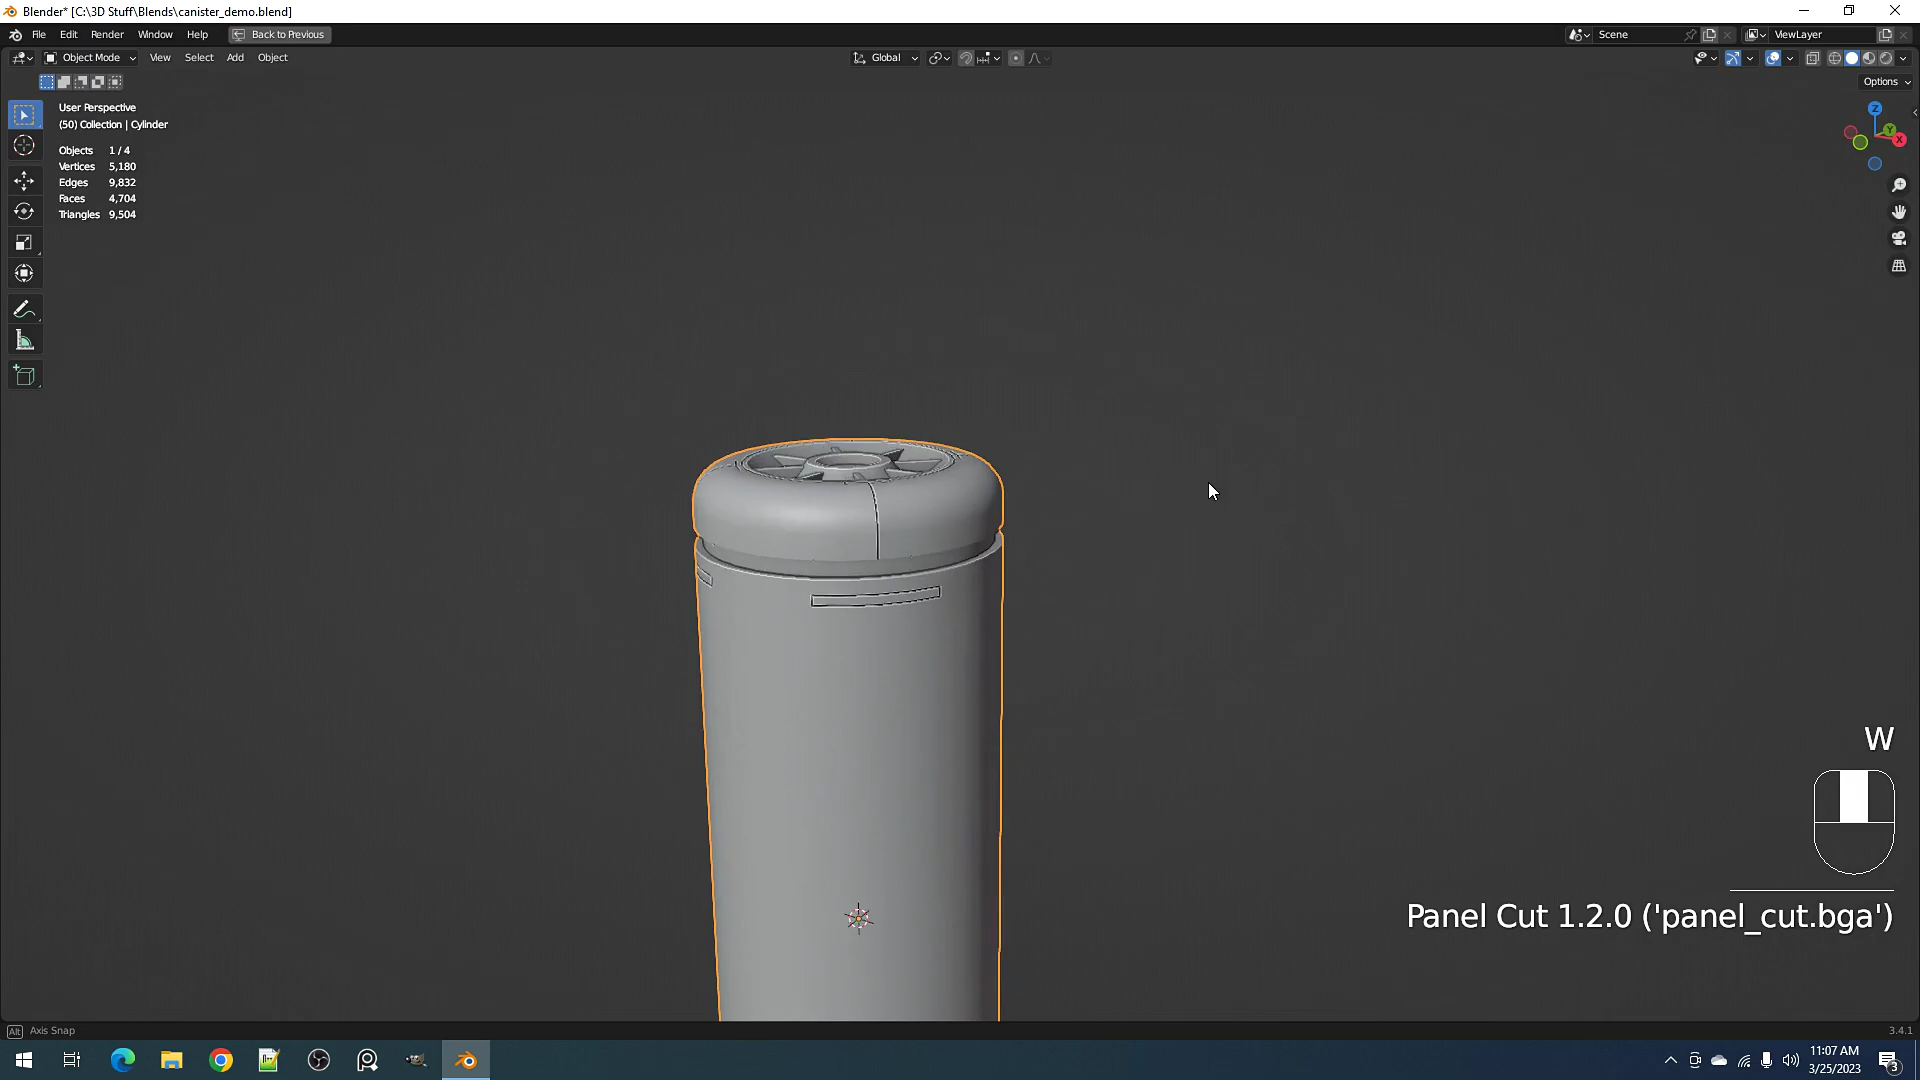 Blender* [C:\3D Stuff\Blends\canister_demo.blend]
File Edit Render Window Help Back to Previous
Scene
ViewLayer
Object Mode View Select Add Object
Global
Options
User Perspective
(50) Collection | Cylinder
Objects 1 / 4
Vertices 5,180
Edges 9,832
Faces 4,704
Triangles 9,504
Z
Y
X
W
Panel Cut 1.2.0 ('panel_cut.bga')
Alt Axis Snap
3.4.1
11:07 AM
3/25/2023
3